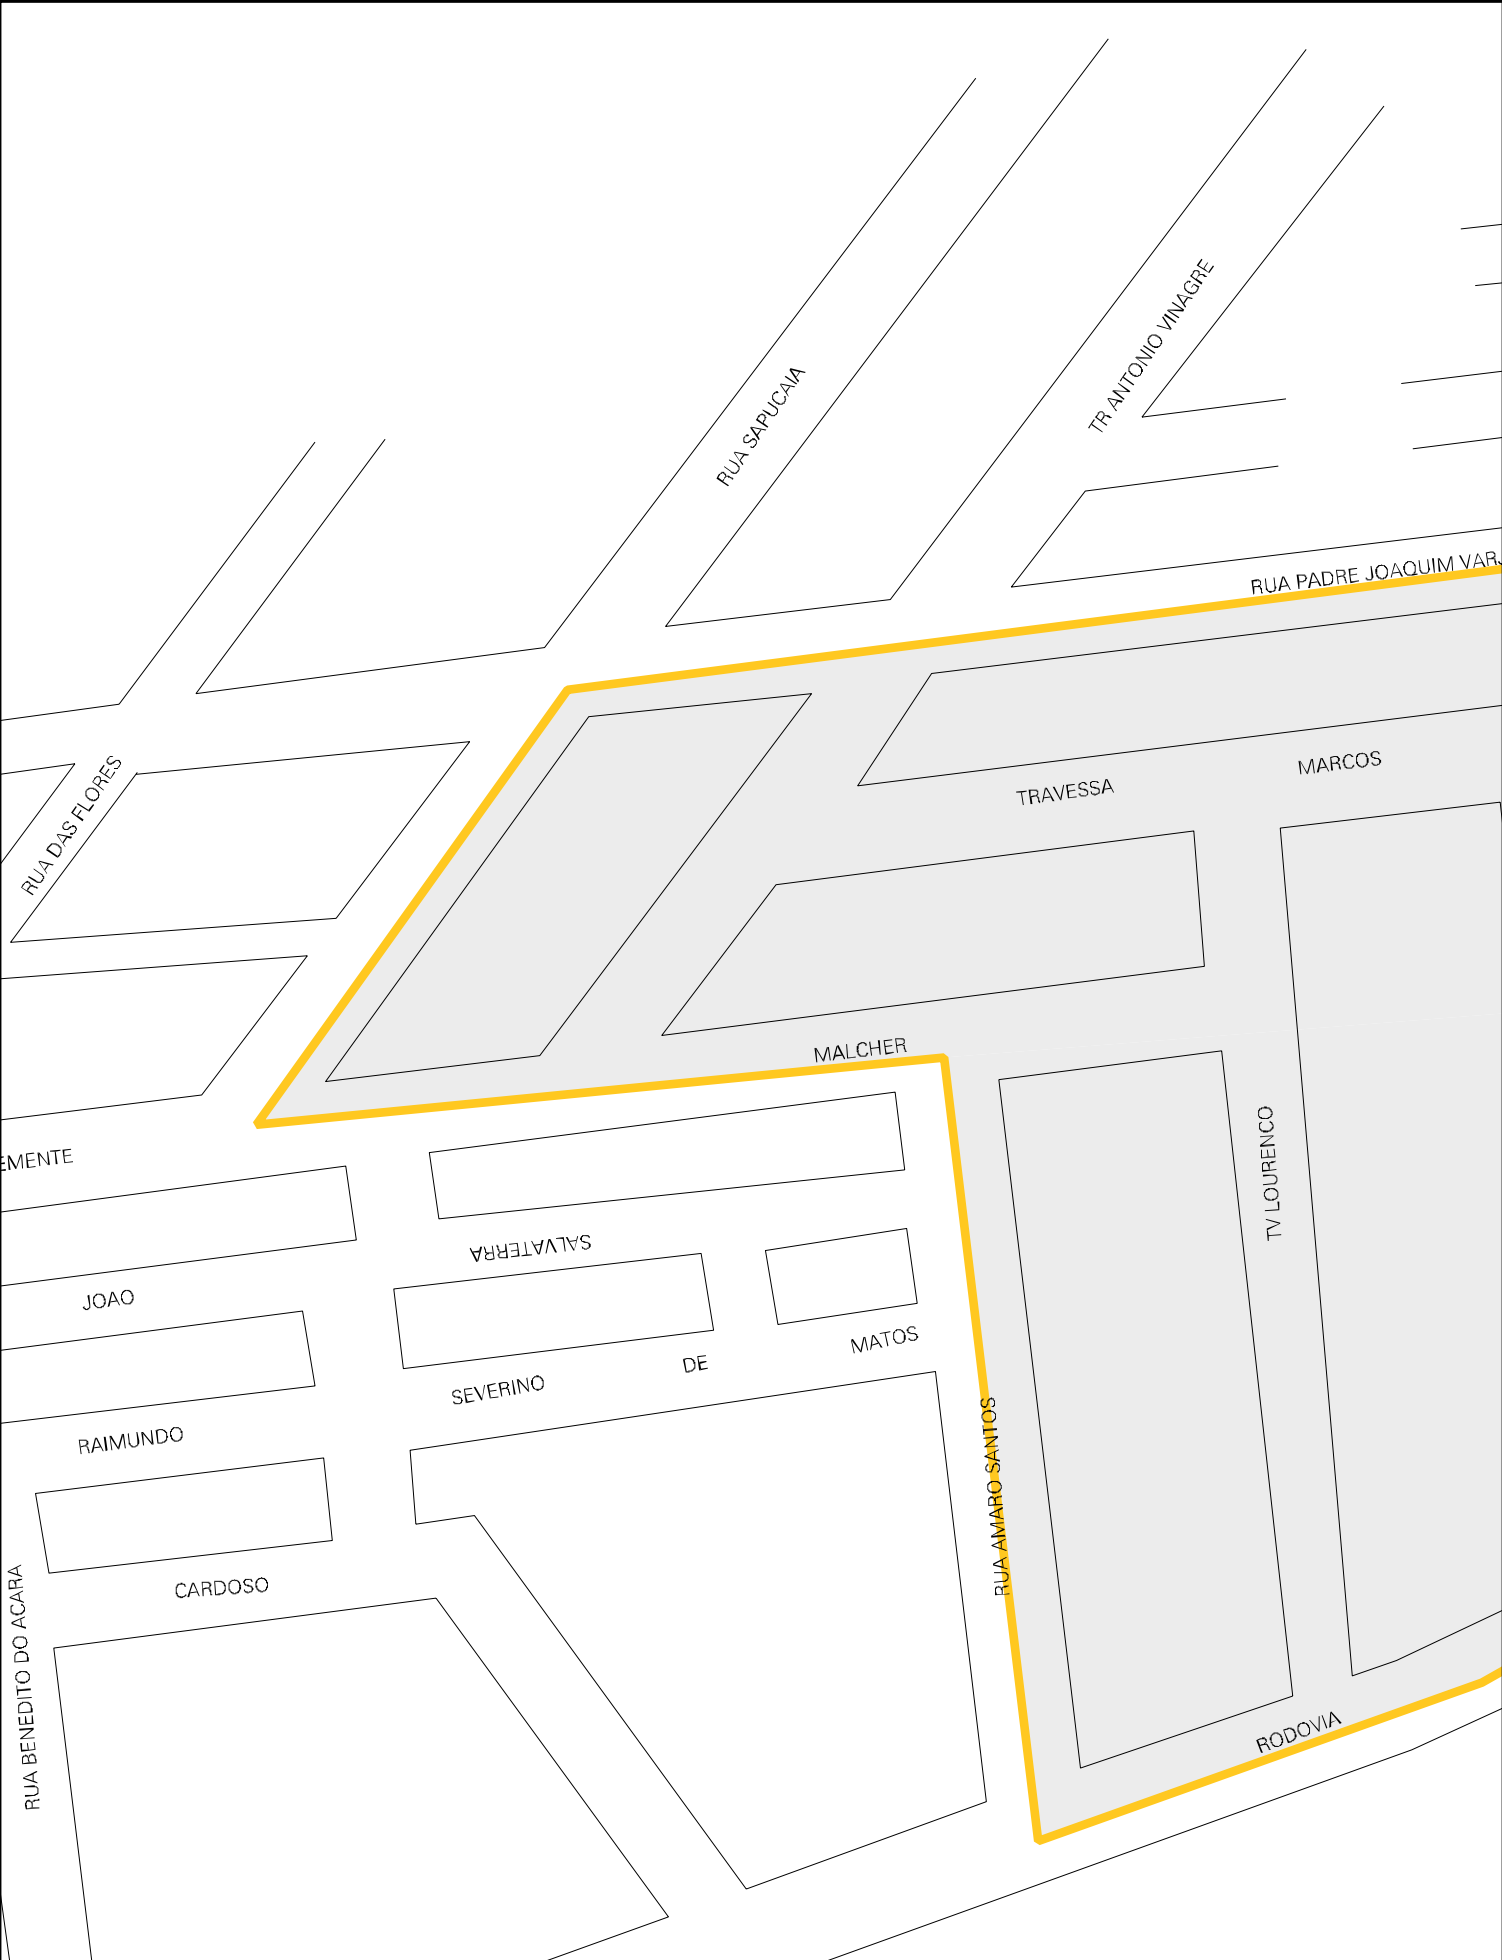 RUA SAPUCAIA
TR ANTONIO VINAGRE
RUA PADRE JOAQUIM VAR
RUA DAS FLORES
TRAVESSA
MARCOS
MALCHER
EMENTE
TV LOURENCO
SALVATERRA
JOAO
MATOS
DE
SEVERINO
RAIMUNDO
RUA AMARO SANTOS
CARDOSO
RUA BENEDITO DO ACARA
RODOVIA